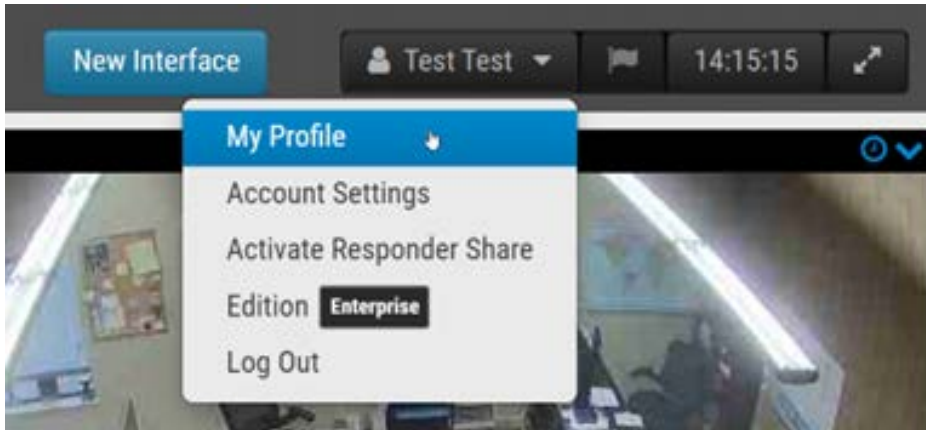 New Interface
Test Test
14:15:15
My Profile
Account Settings
Activate Responder Share
Edition Enterprise
Log Out